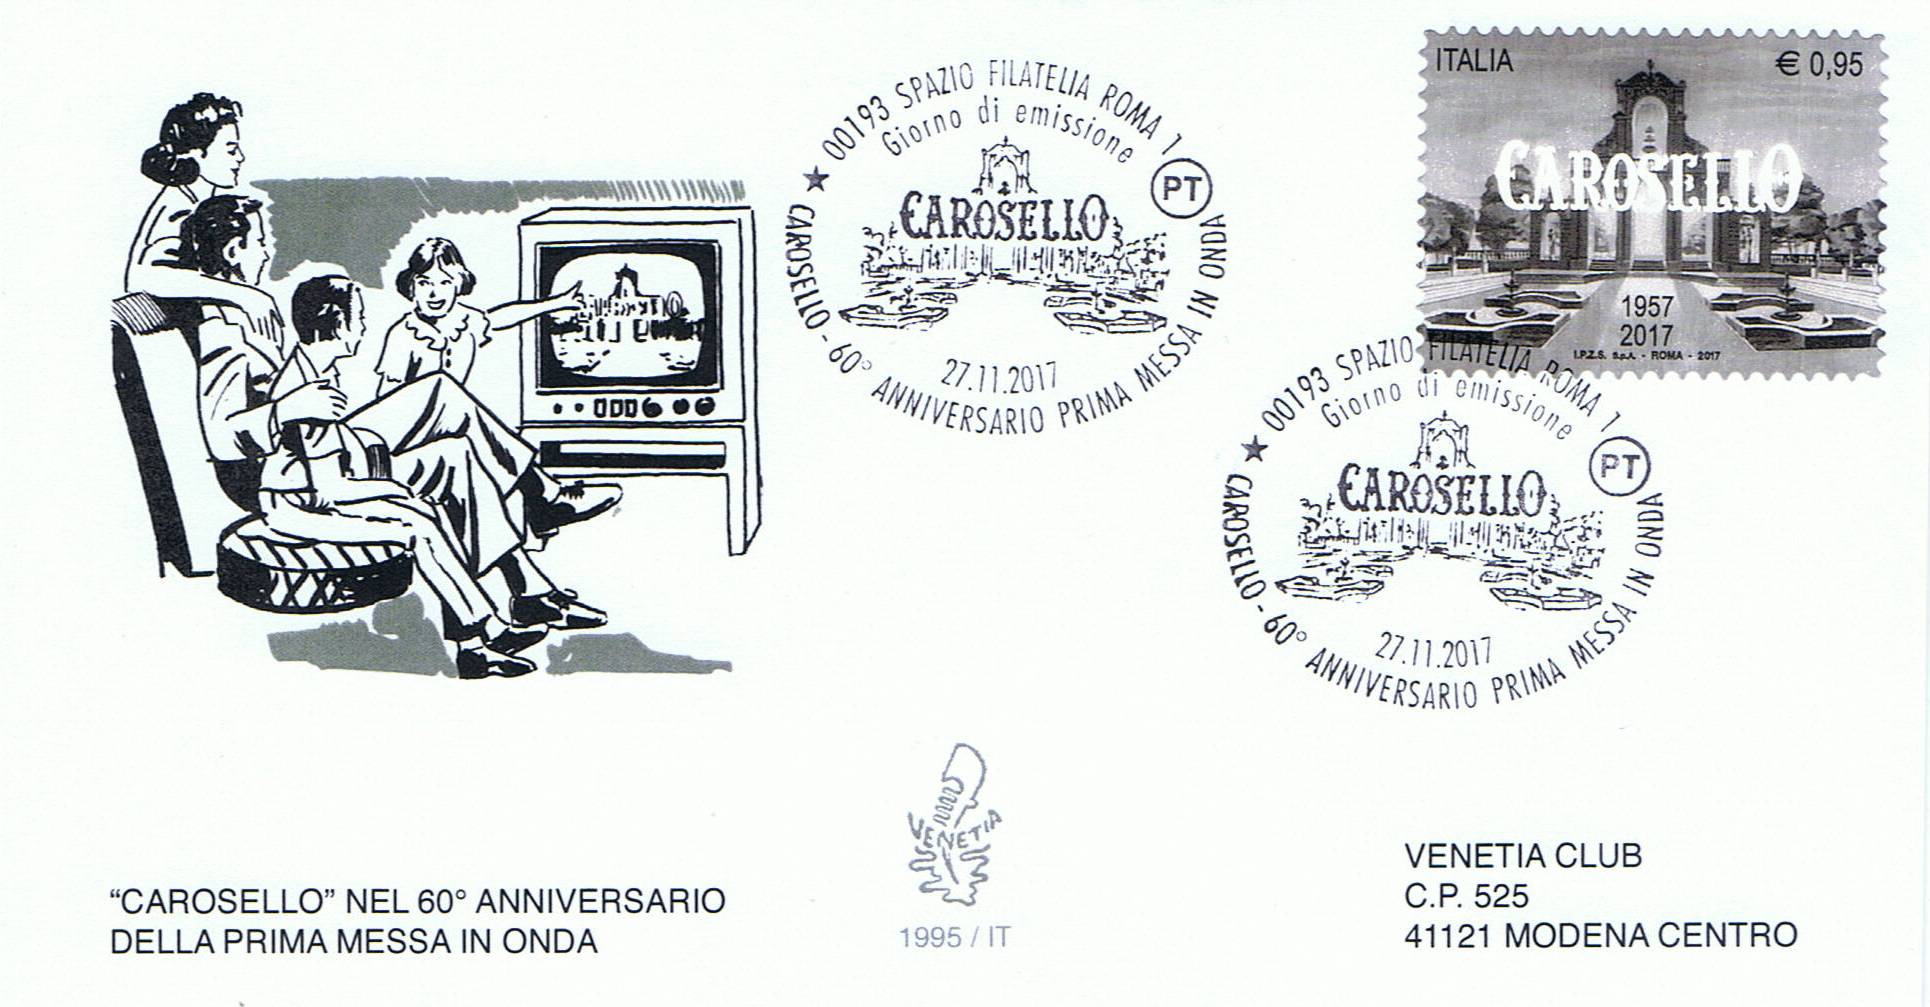 ITALIA
€ 0,95
CAROSELLO
1957
2017
I.P.Z.S. S.p.A. - ROMA - 2017
00193 SPAZIO FILATELIA ROMA 1
Giorno di emissione
PT
CAROSELLO
27.11.2017
CAROSELLO - 60° ANNIVERSARIO PRIMA MESSA IN ONDA
00193 SPAZIO FILATELIA ROMA 1
Giorno di emissione
PT
CAROSELLO
27.11.2017
CAROSELLO - 60° ANNIVERSARIO PRIMA MESSA IN ONDA
“CAROSELLO” NEL 60° ANNIVERSARIO
DELLA PRIMA MESSA IN ONDA
VENETIA
1995 / IT
VENETIA CLUB
C.P. 525
41121 MODENA CENTRO